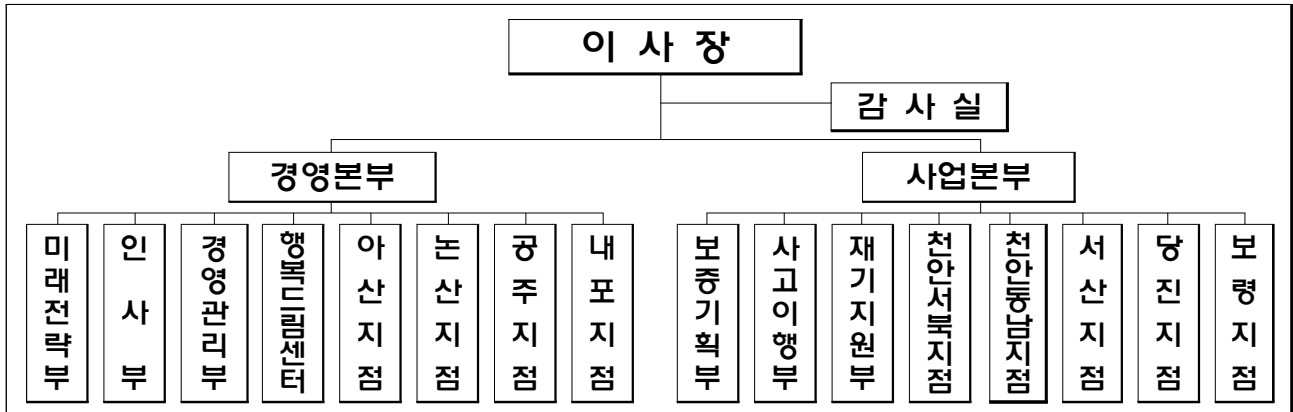 이 사 장
감 사 실
경영본부
사업본부
미래전략부
인사부
경영관리부
행복드림센터
아산지점
논산지점
공주지점
내포지점
보증기획부
사고이행부
재기지원부
천안서북지점
천안동남지점
서산지점
당진지점
보령지점